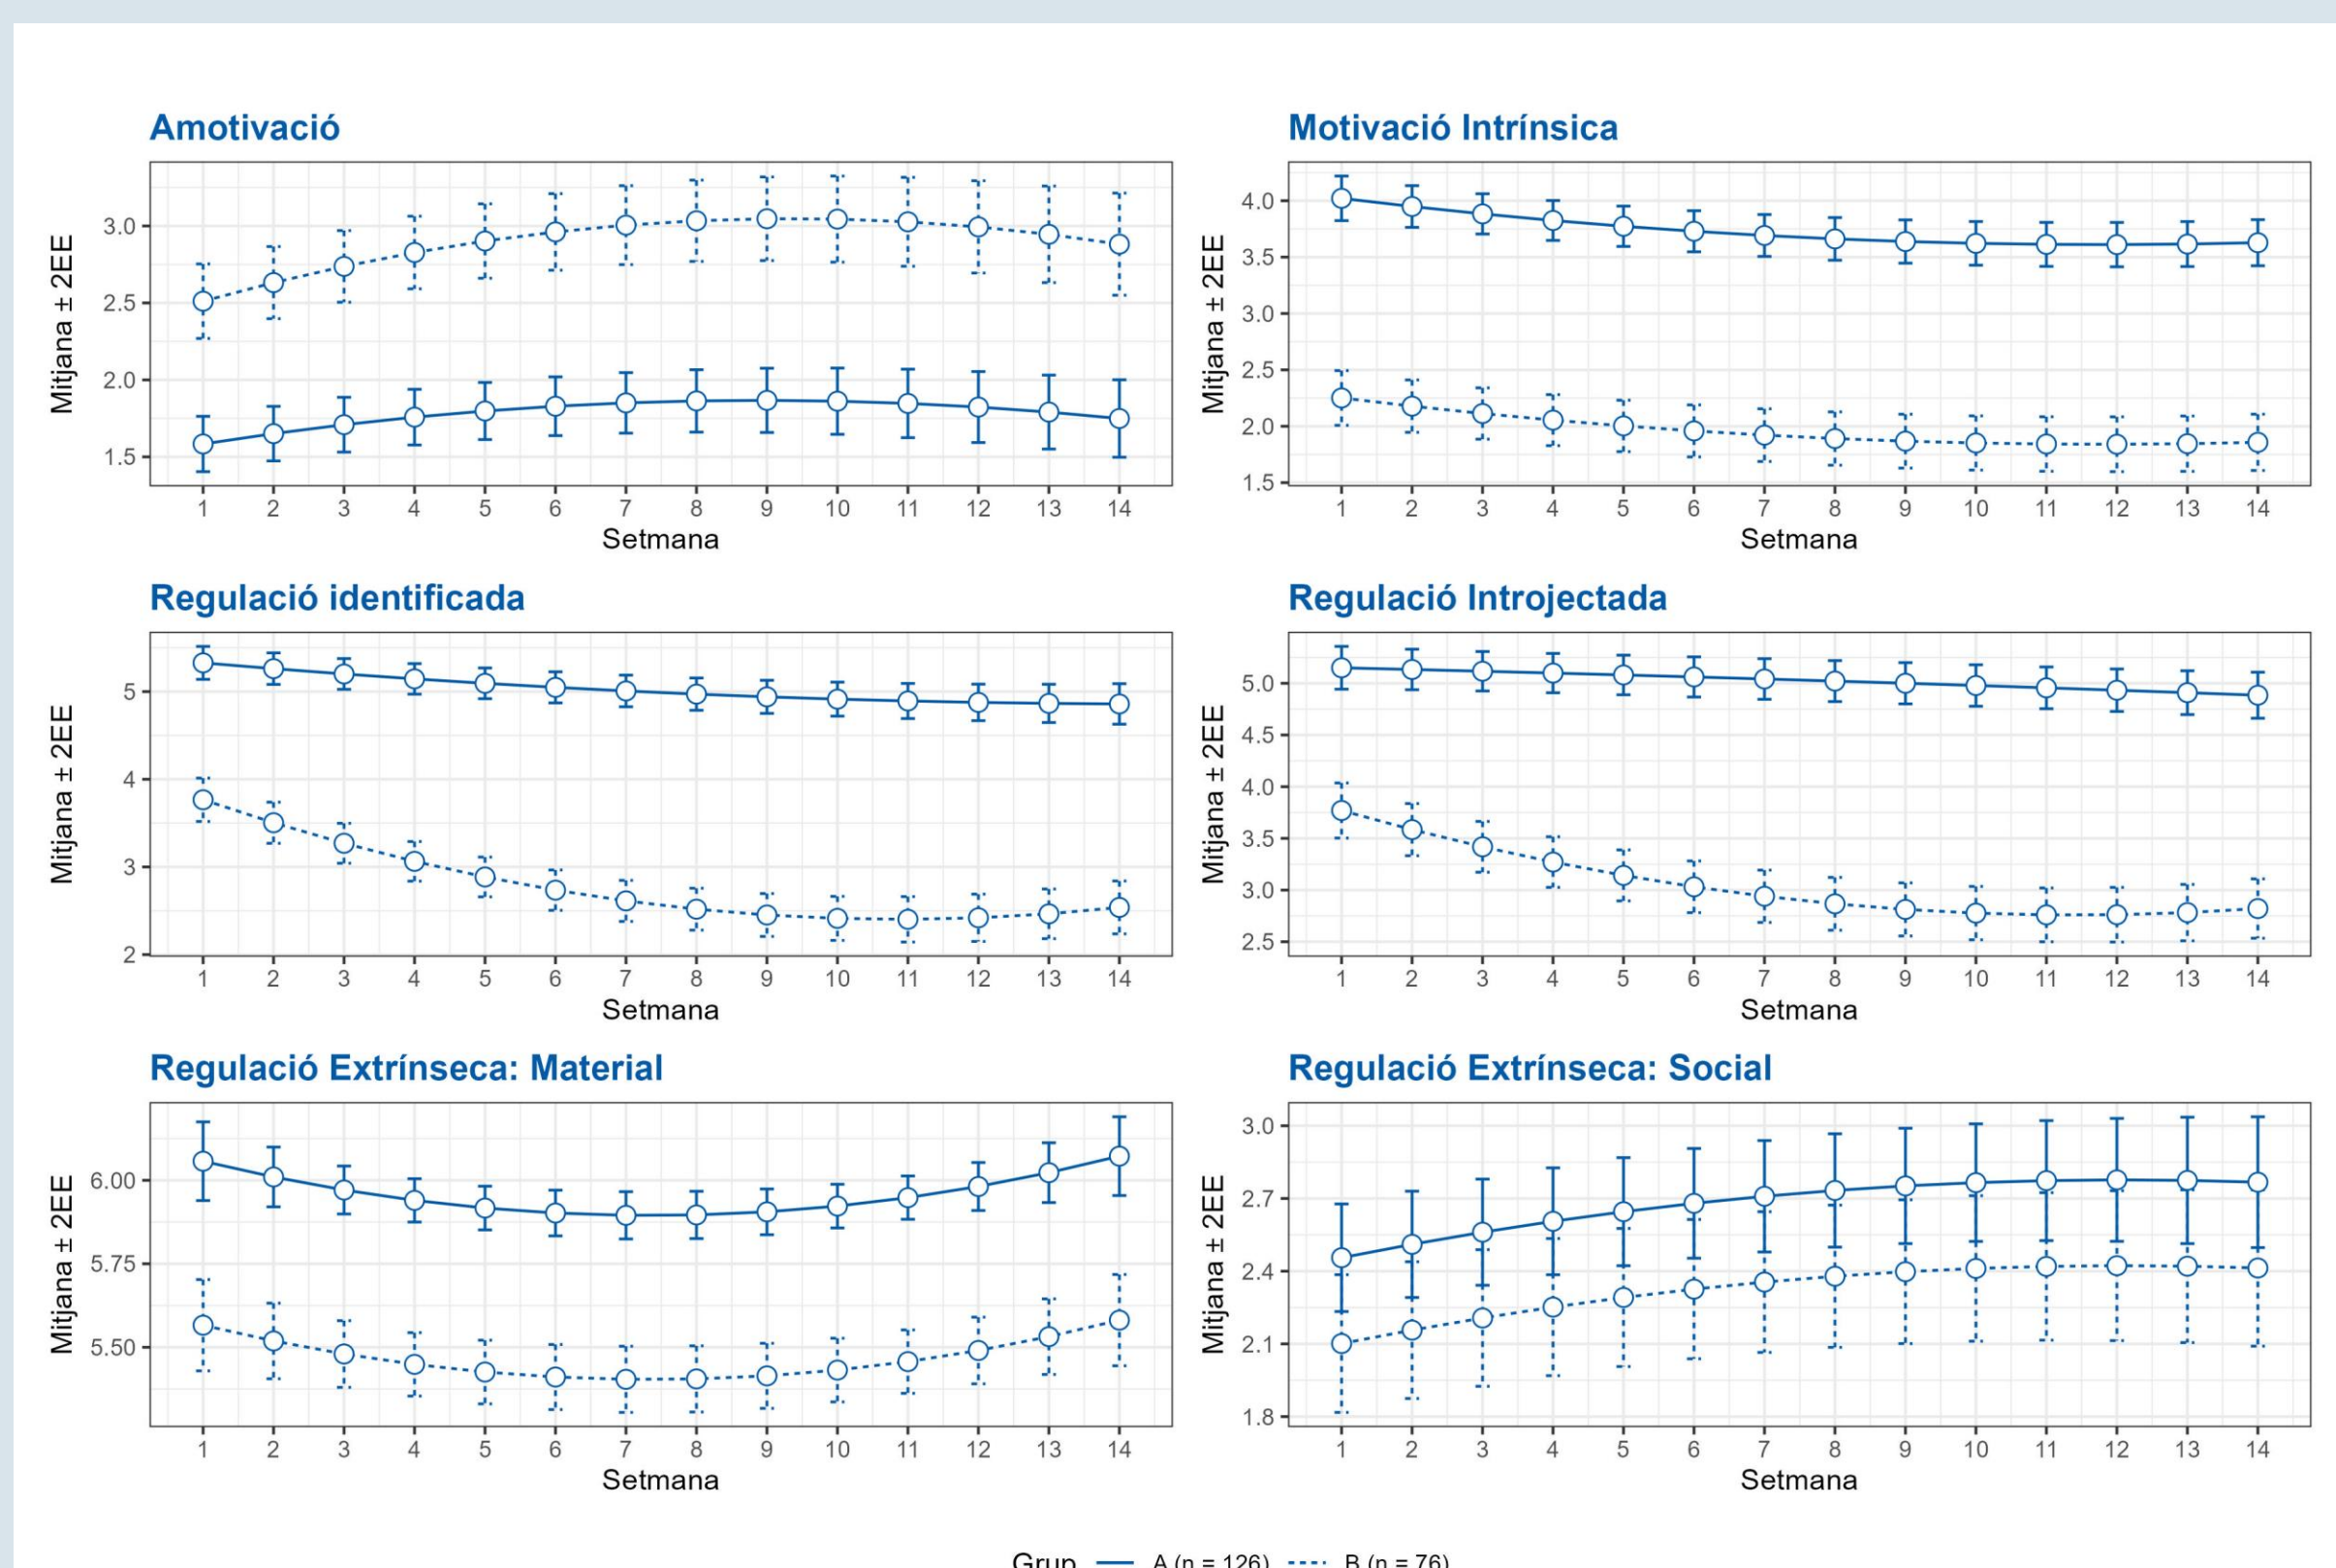 Amotivació
Mitjana ± 2EE
3.0
2.5
2.0
1.5
1 2 3 4 5 6 7 8 9 10 11 12 13 14
Setmana
Motivació Intrínsica
Mitjana ± 2EE
4.0
3.5
3.0
2.5
2.0
1.5
1 2 3 4 5 6 7 8 9 10 11 12 13 14
Setmana
Regulació identificada
Mitjana ± 2EE
5
4
3
2
1 2 3 4 5 6 7 8 9 10 11 12 13 14
Setmana
Regulació Introjectada
Mitjana ± 2EE
5.0
4.5
4.0
3.5
3.0
2.5
1 2 3 4 5 6 7 8 9 10 11 12 13 14
Setmana
Regulació Extrínseca: Material
Mitjana ± 2EE
6.00
5.75
5.50
1 2 3 4 5 6 7 8 9 10 11 12 13 14
Setmana
Regulació Extrínseca: Social
Mitjana ± 2EE
3.0
2.7
2.4
2.1
1.8
1 2 3 4 5 6 7 8 9 10 11 12 13 14
Setmana
Grup A (n = 126) B (n = 76)